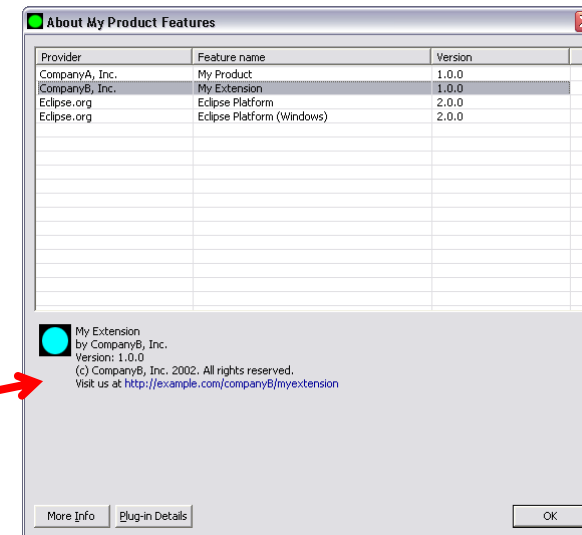 About My Product Features
Provider Feature name Version
CompanyA, Inc. My Product 1.0.0
CompanyB, Inc. My Extension 1.0.0
Eclipse.org Eclipse Platform 2.0.0
Eclipse.org Eclipse Platform (Windows) 2.0.0
My Extension
by CompanyB, Inc.
Version: 1.0.0
(c) CompanyB, Inc. 2002. All rights reserved.
Visit us at http://example.com/companyB/myextension
More Info Plug-in Details OK